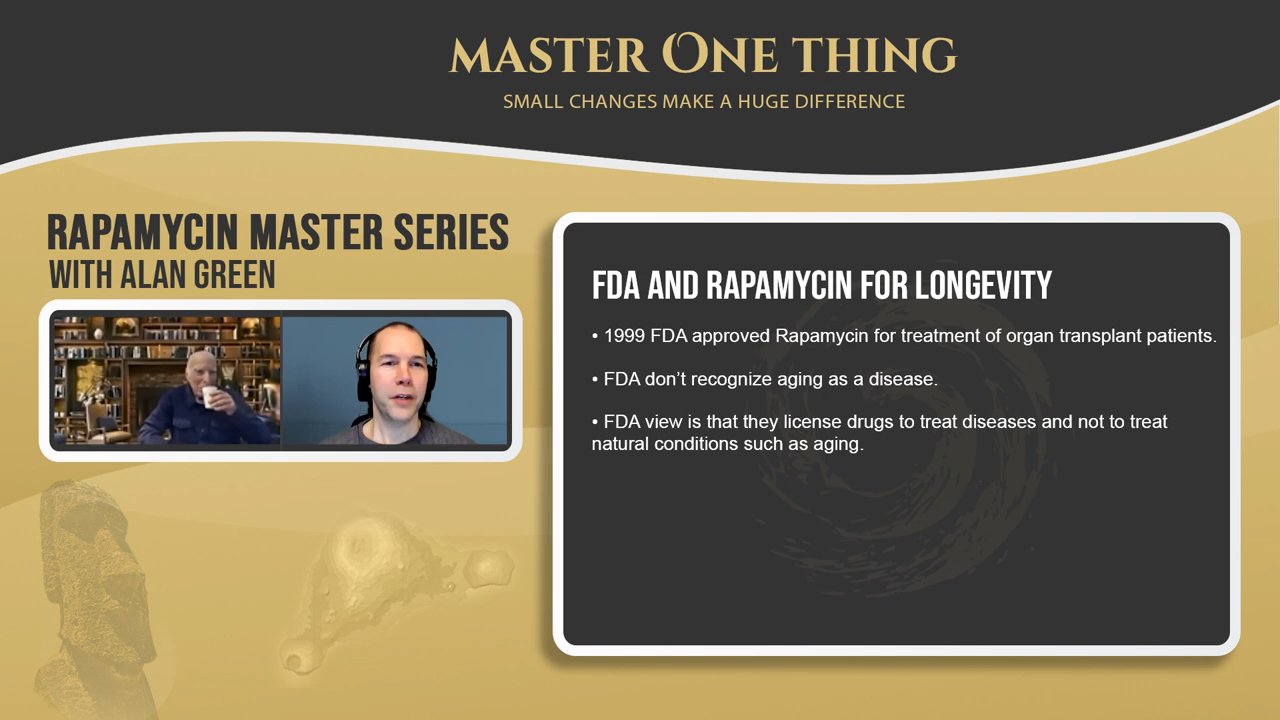 MASTER ONE THING
SMALL CHANGES MAKE A HUGE DIFFERENCE
RAPAMYCIN MASTER SERIES
WITH ALAN GREEN
FDA AND RAPAMYCIN FOR LONGEVITY
• 1999 FDA approved Rapamycin for treatment of organ transplant patients.
• FDA don’t recognize aging as a disease.
• FDA view is that they license drugs to treat diseases and not to treat
natural conditions such as aging.